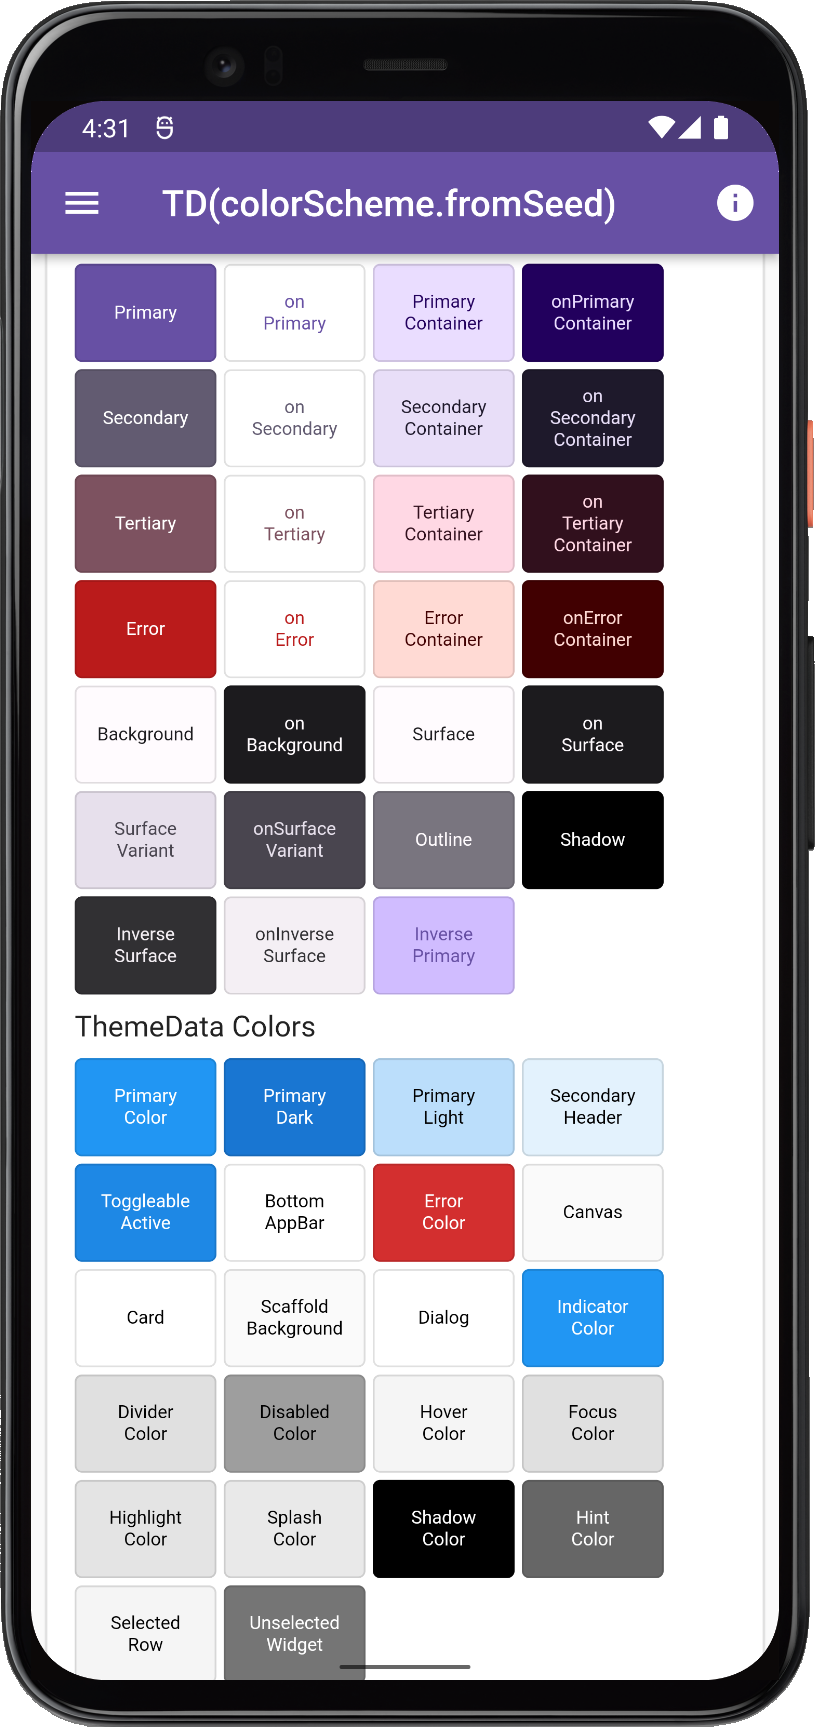 4:31
TD(colorScheme.fromSeed)
Primary
on
Primary
Primary
Container
onPrimary
Container
Secondary
on
Secondary
Secondary
Container
on
Secondary
Container
Tertiary
on
Tertiary
Tertiary
Container
on
Tertiary
Container
Error
on
Error
Error
Container
onError
Container
Background
on
Background
Surface
on
Surface
Surface
Variant
onSurface
Variant
Outline
Shadow
Inverse
Surface
onInverse
Surface
Inverse
Primary
ThemeData Colors
Primary
Color
Primary
Dark
Primary
Light
Secondary
Header
Toggleable
Active
Bottom
AppBar
Error
Color
Canvas
Card
Scaffold
Background
Dialog
Indicator
Color
Divider
Color
Disabled
Color
Hover
Color
Focus
Color
Highlight
Color
Splash
Color
Shadow
Color
Hint
Color
Selected
Row
Unselected
Widget